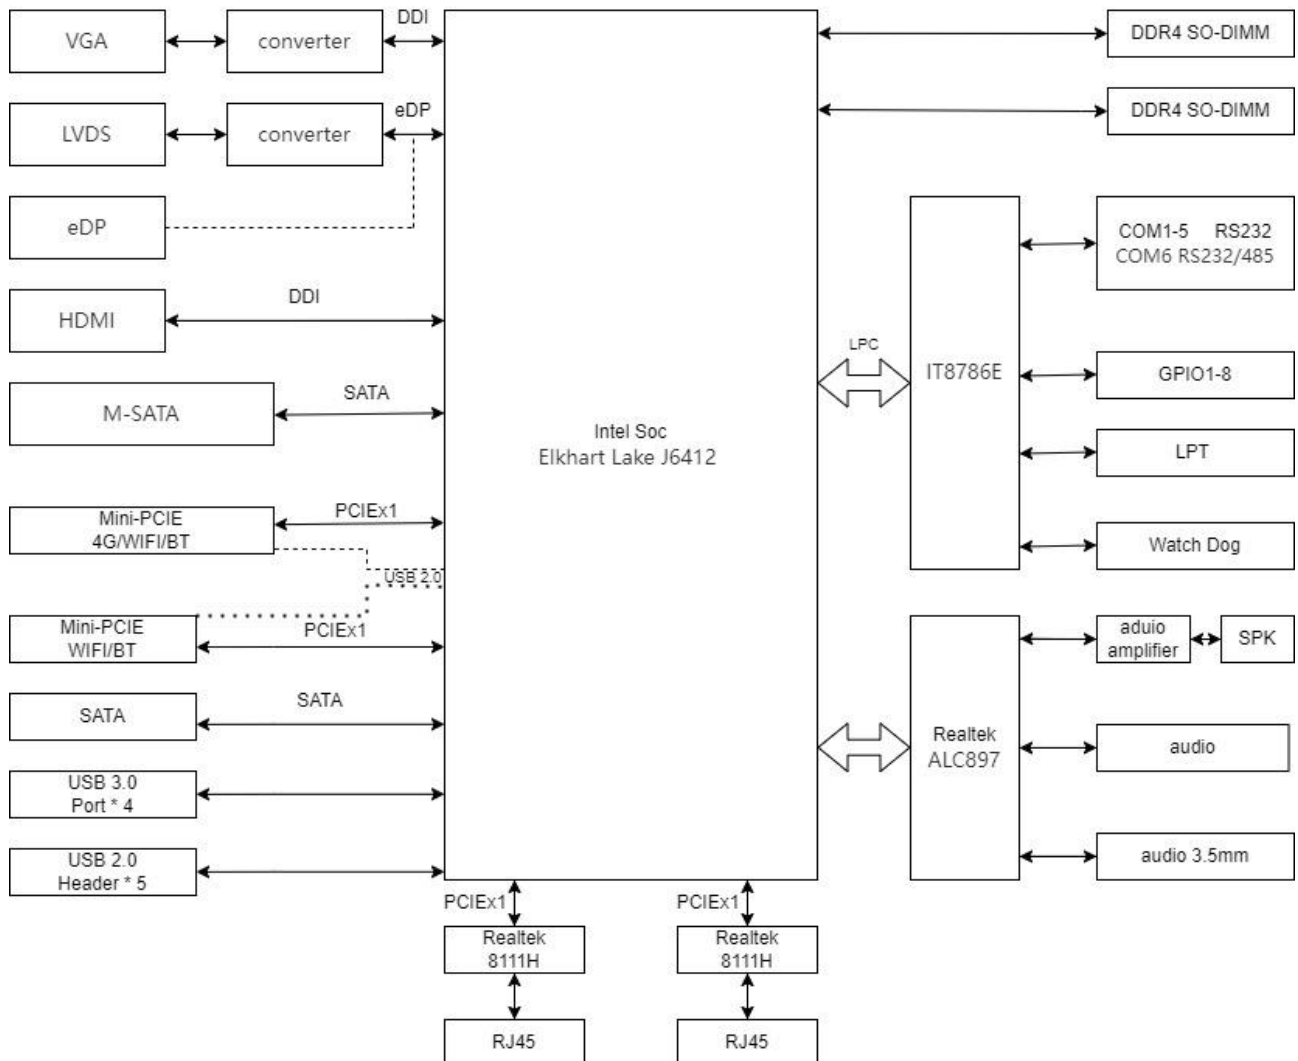 VGA
converter
DDI
LVDS
converter
eDP
eDP
HDMI
DDI
M-SATA
SATA
Mini-PCIE
4G/WIFI/BT
PCIEx1
USB 2.0
Mini-PCIE
WIFI/BT
PCIEx1
SATA
SATA
USB 3.0
Port * 4
USB 2.0
Header * 5
Intel Soc
Elkhart Lake J6412
DDR4 SO-DIMM
DDR4 SO-DIMM
LPC
IT8786E
COM1-5 RS232
COM6 RS232/485
GPIO1-8
LPT
Watch Dog
Realtek
ALC897
aduio
amplifier
SPK
audio
audio 3.5mm
PCIEx1
Realtek
8111H
RJ45
PCIEx1
Realtek
8111H
RJ45